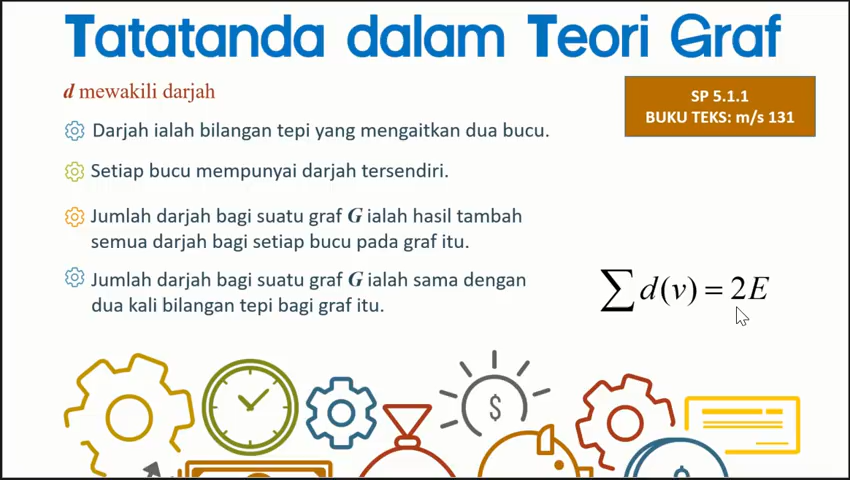 Tatatanda dalam Teori Graf
d mewakili darjah
SP 5.1.1
BUKU TEKS: m/s 131
Darjah ialah bilangan tepi yang mengaitkan dua bucu.
Setiap bucu mempunyai darjah tersendiri.
Jumlah darjah bagi suatu graf G ialah hasil tambah
semua darjah bagi setiap bucu pada graf itu.
Jumlah darjah bagi suatu graf G ialah sama dengan
dua kali bilangan tepi bagi graf itu.
∑ d(v) = 2E
$
$